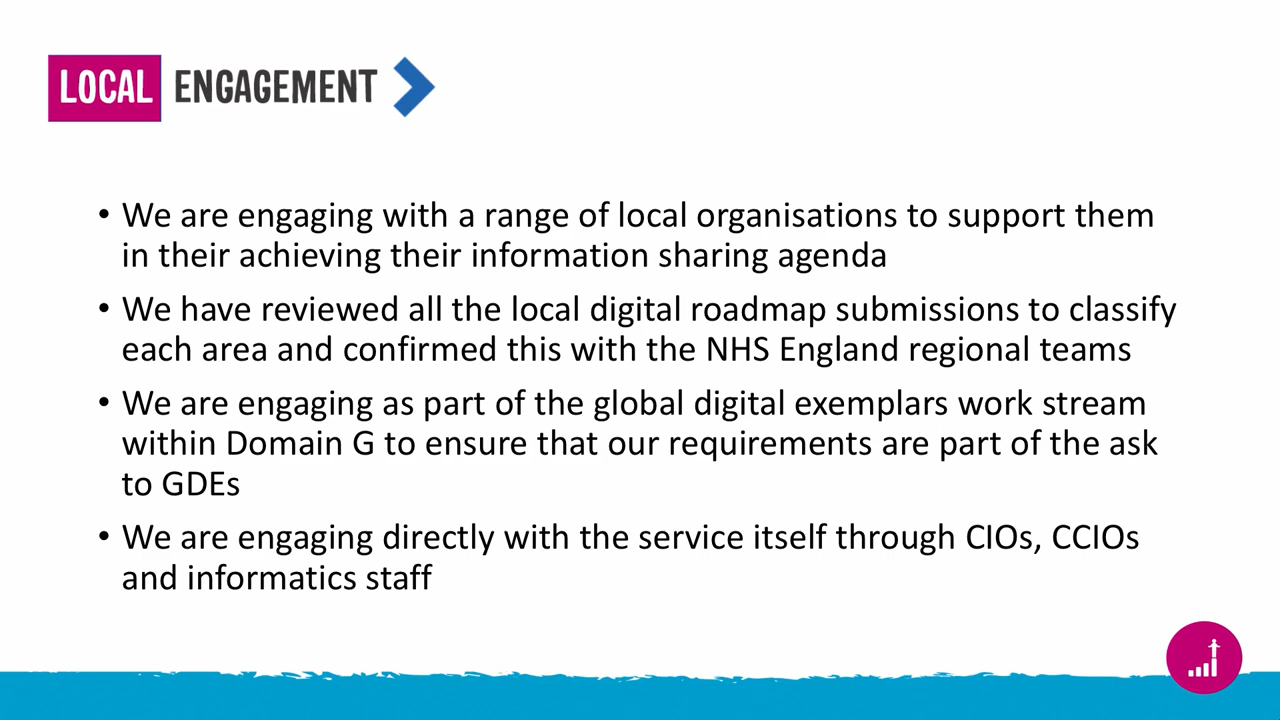 LOCAL ENGAGEMENT
• We are engaging with a range of local organisations to support them
in their achieving their information sharing agenda
• We have reviewed all the local digital roadmap submissions to classify
each area and confirmed this with the NHS England regional teams
• We are engaging as part of the global digital exemplars work stream
within Domain G to ensure that our requirements are part of the ask
to GDEs
• We are engaging directly with the service itself through CIOs, CCIOs
and informatics staff